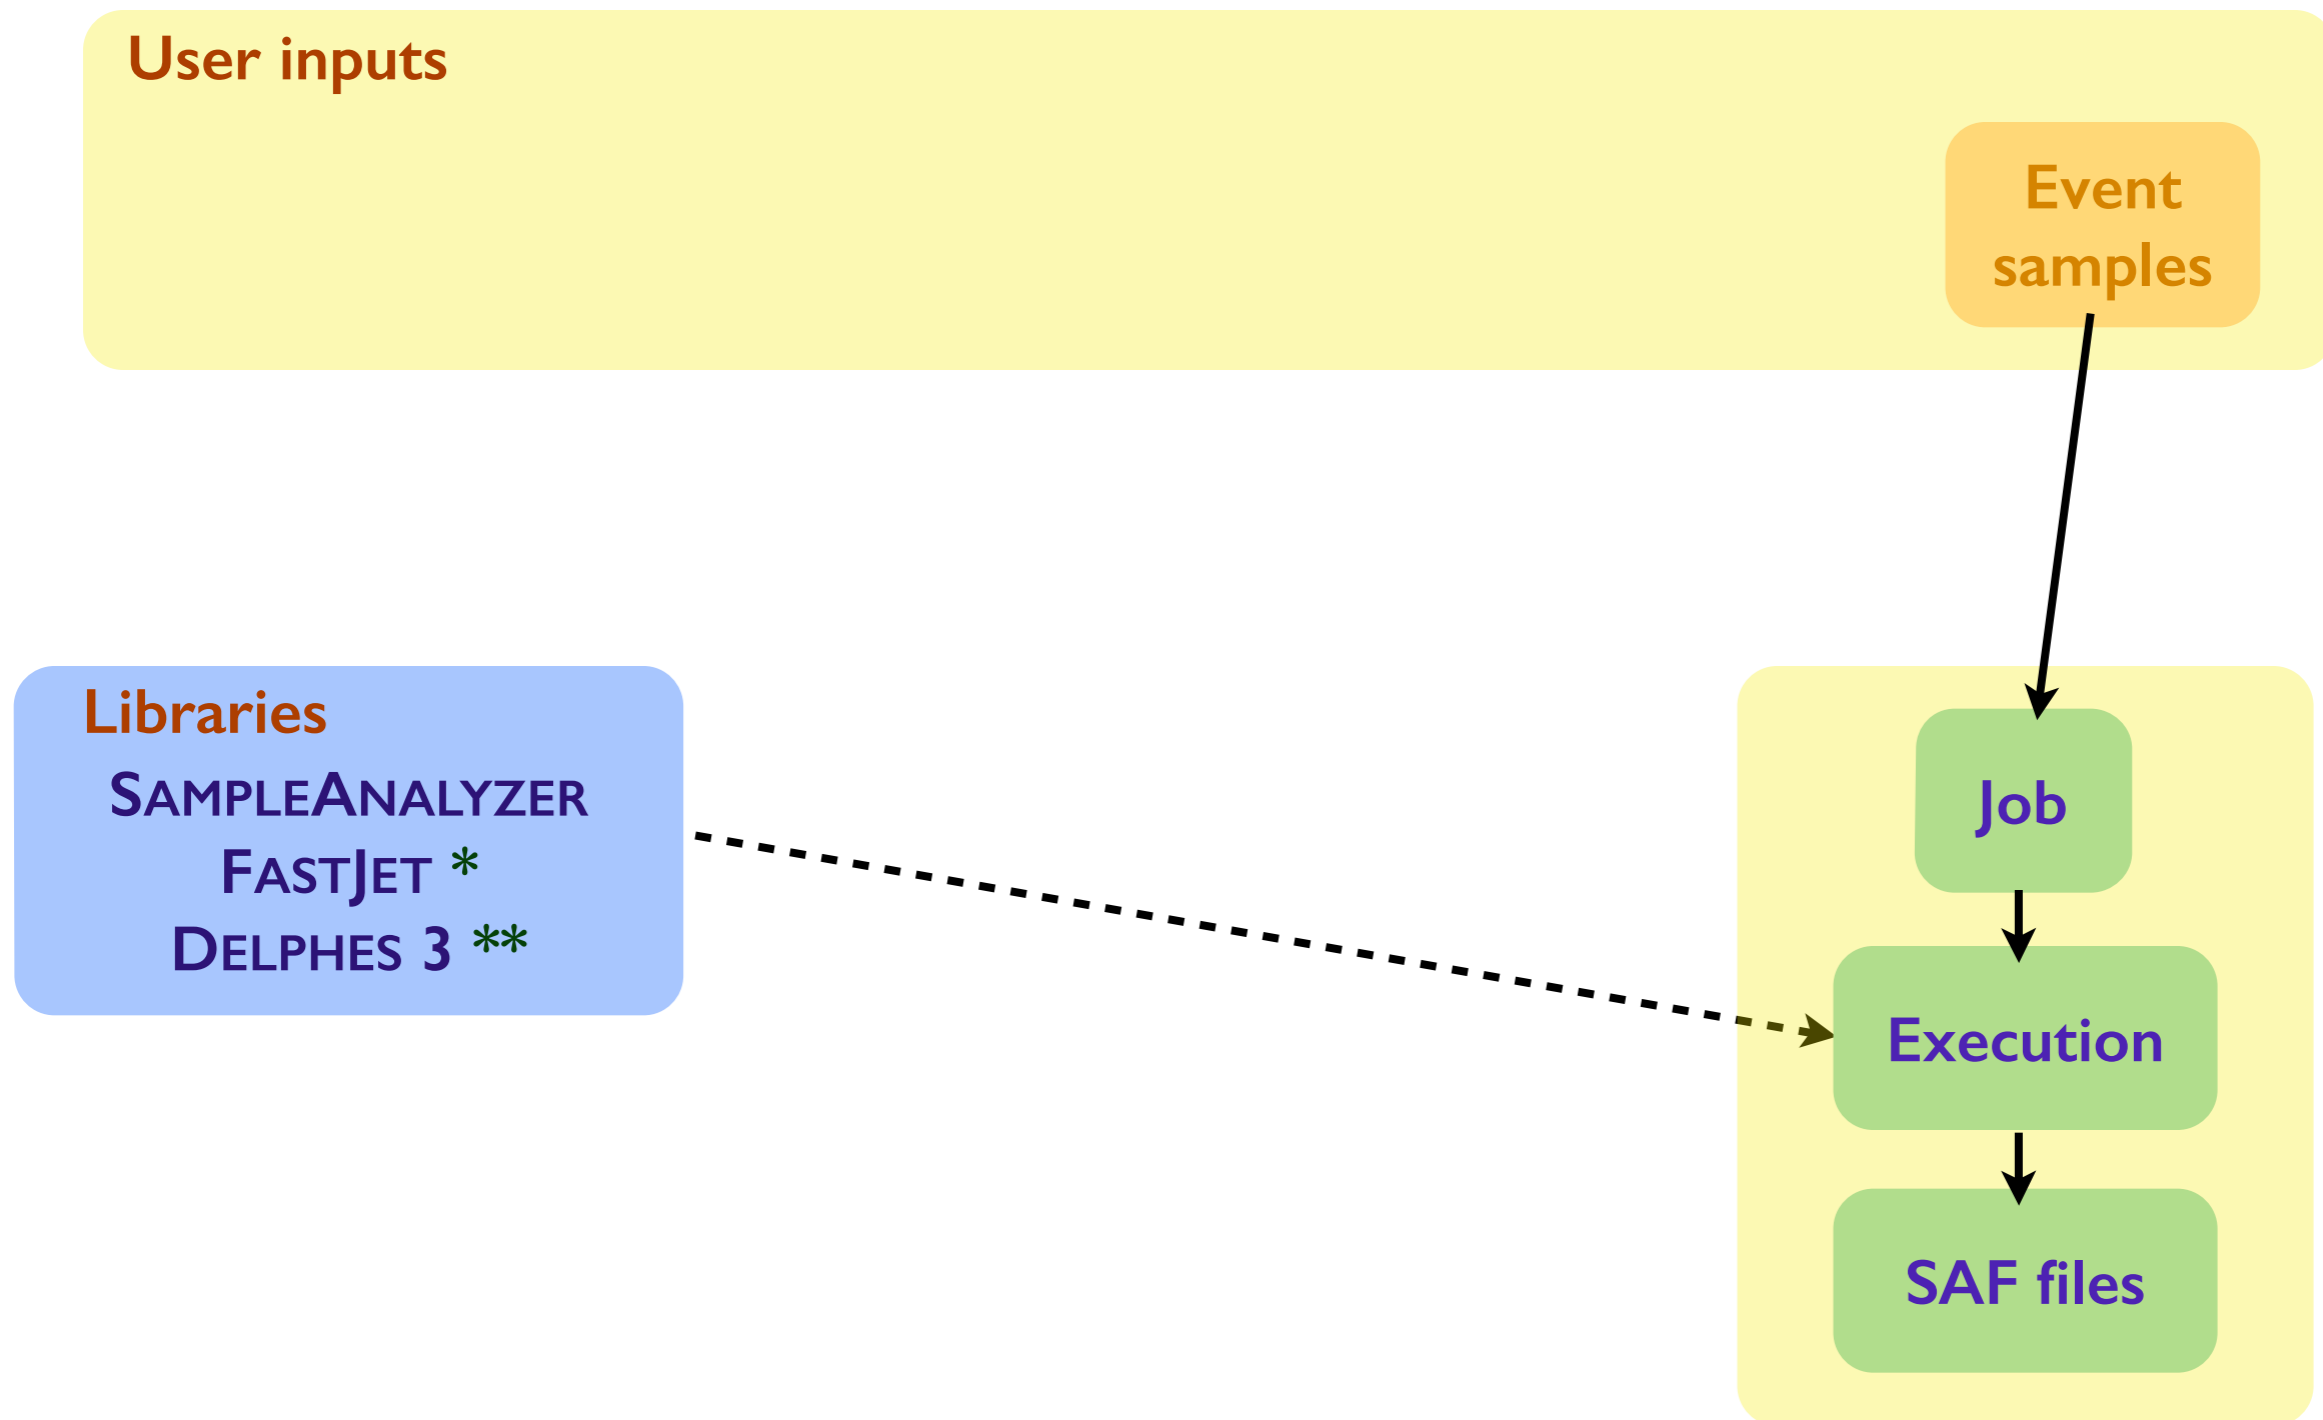 User inputs
Event
samples
Libraries
SAMPLEANALYZER
FASTJET *
DELPHES 3 **
Job
Execution
SAF files